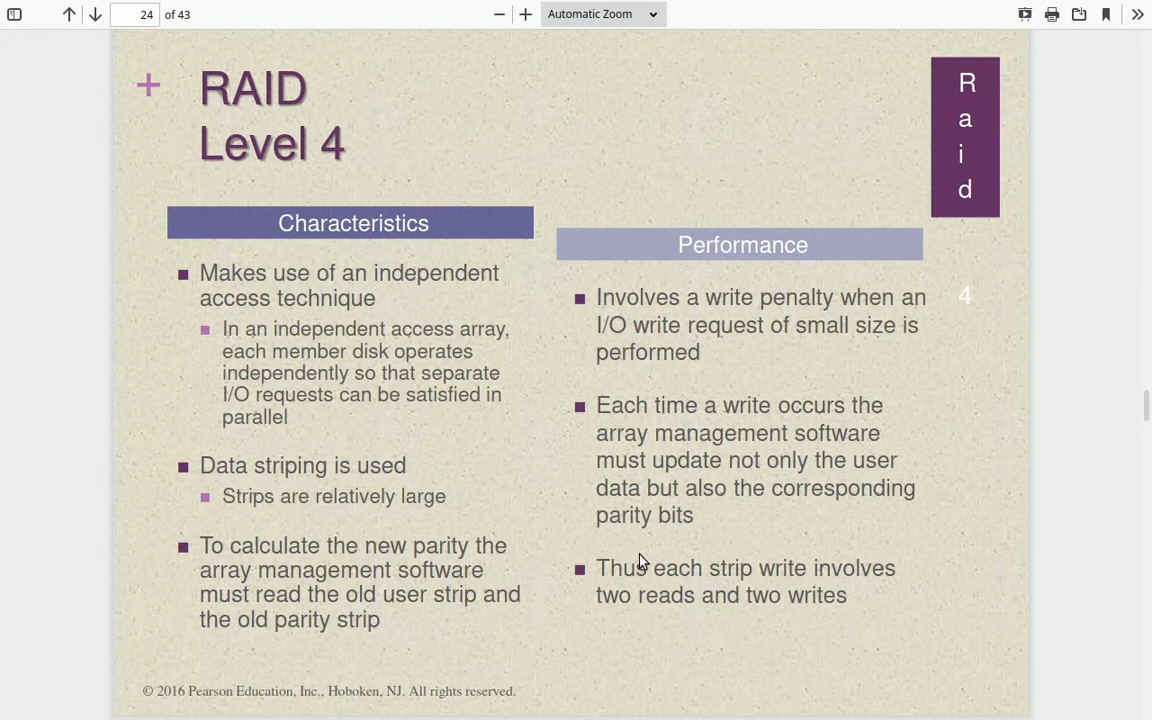 24 of 43
Automatic Zoom
+ RAID
Level 4
R
a
i
d
4
Characteristics
Makes use of an independent
access technique
In an independent access array,
each member disk operates
independently so that separate
I/O requests can be satisfied in
parallel
Data striping is used
Strips are relatively large
To calculate the new parity the
array management software
must read the old user strip and
the old parity strip
Performance
Involves a write penalty when an
I/O write request of small size is
performed
Each time a write occurs the
array management software
must update not only the user
data but also the corresponding
parity bits
Thus each strip write involves
two reads and two writes
© 2016 Pearson Education, Inc., Hoboken, NJ. All rights reserved.